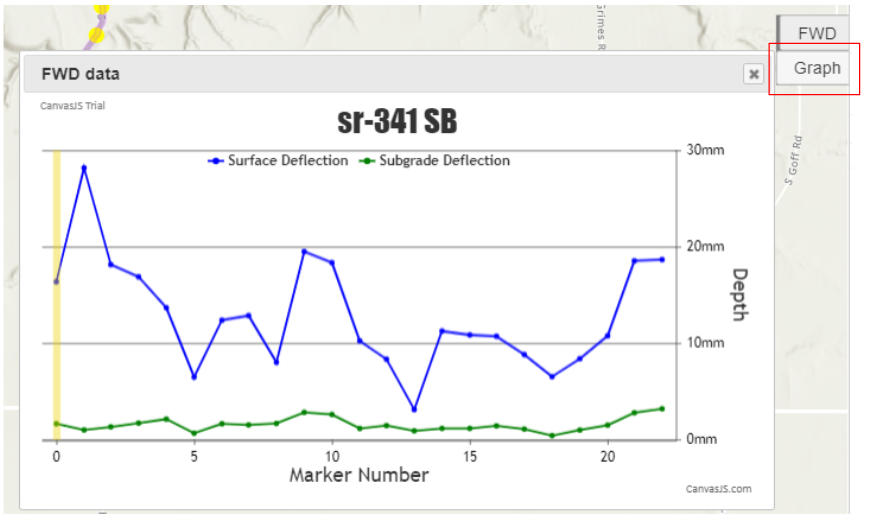 Grimes R
FWD
Graph
FWD data
CanvasJS Trial
sr-341 SB
Surface Deflection
Subgrade Deflection
30mm
20mm
10mm
0mm
Depth
0 5 10 15 20
Marker Number
CanvasJS.com
S Goff Rd